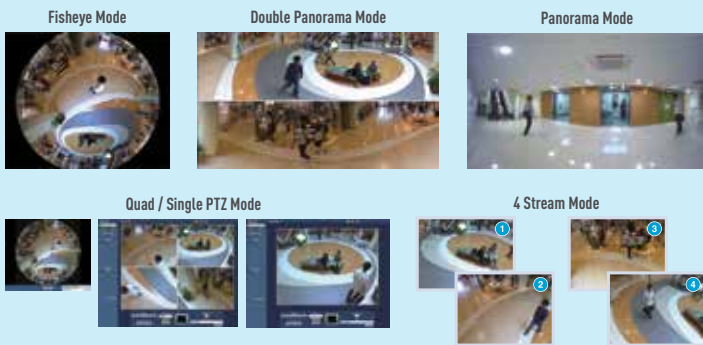 Fisheye Mode
Double Panorama Mode
Panorama Mode
Quad / Single PTZ Mode
4 Stream Mode
1
3
2
4